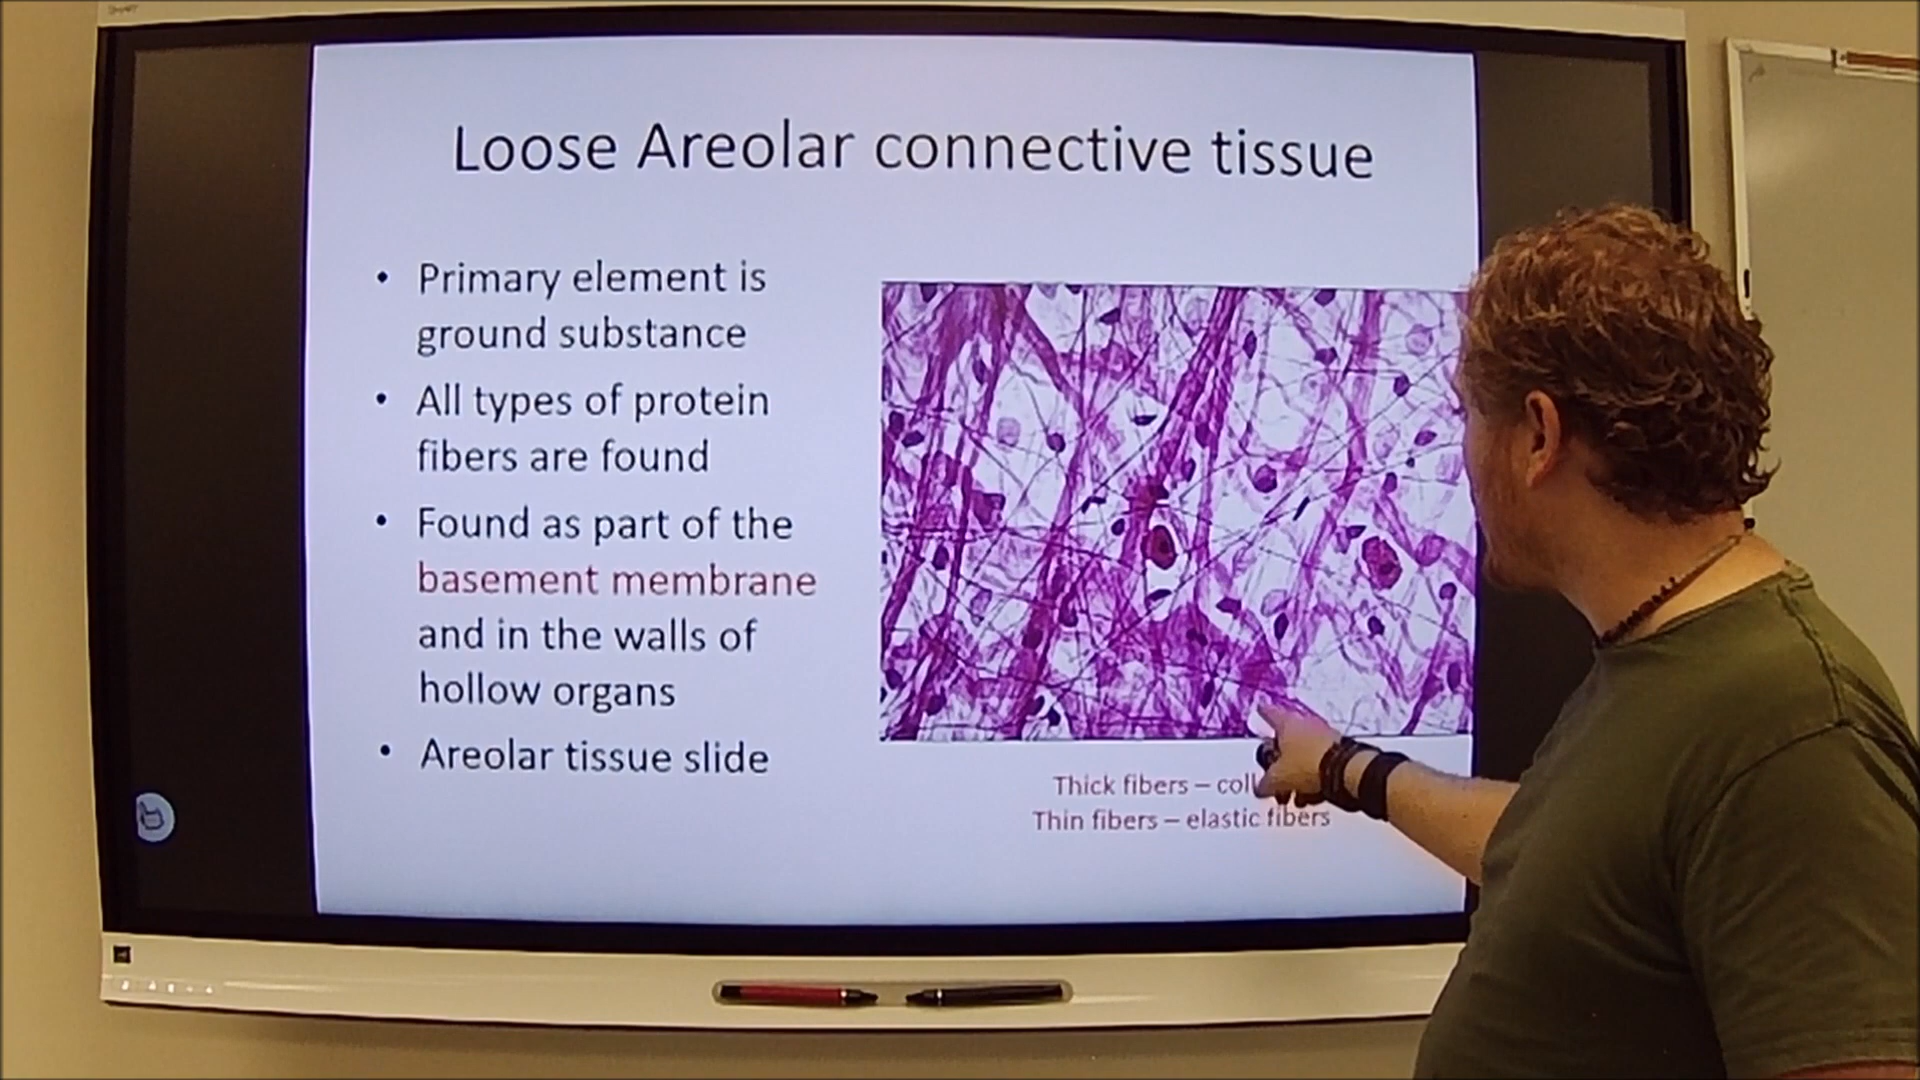 Loose Areolar connective tissue
• Primary element is
ground substance
• All types of protein
fibers are found
• Found as part of the
basement membrane
and in the walls of
hollow organs
• Areolar tissue slide
Thick fibers –
Thin fibers – elastic fibers